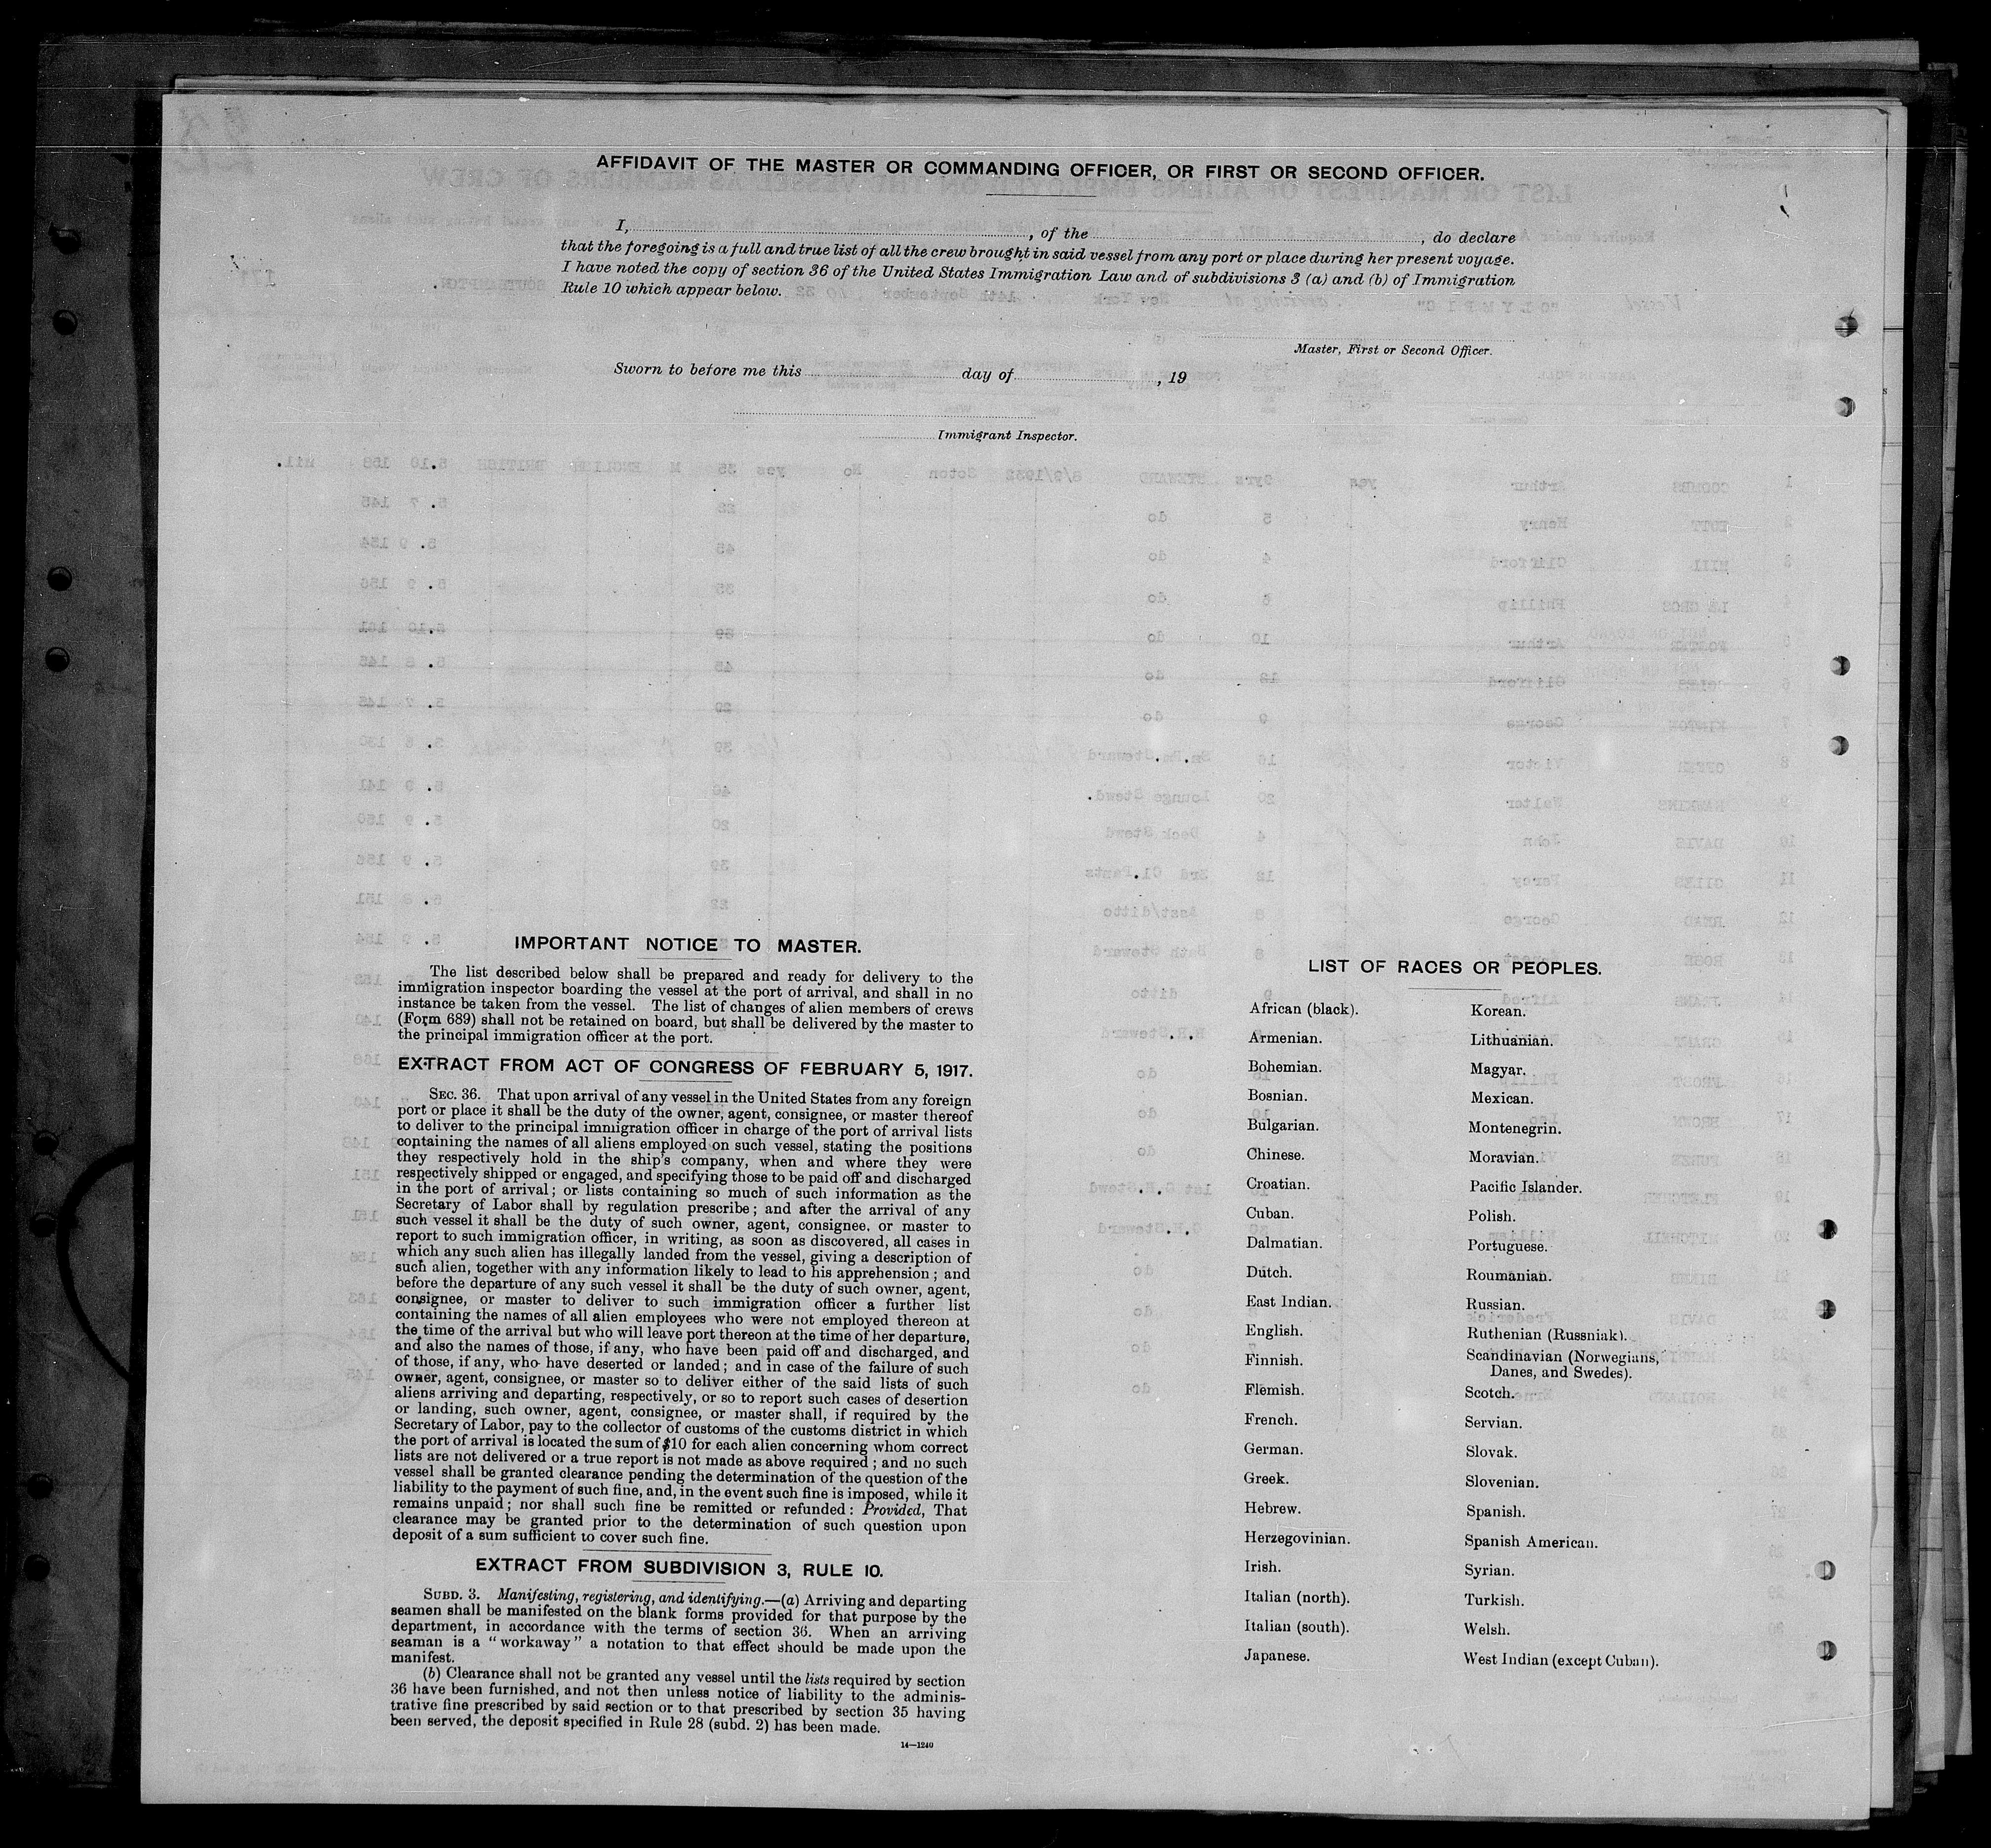 AFFIDAVIT OF THE MASTER OR COMMANDING OFFICER, OR FIRST OR SECOND OFFICER.
I, , of the , do declare
that the foregoing is a full and true list of all the crew brought in said vessel from any port or place during her present voyage.
I have noted the copy of section 36 of the United States Immigration Law and of subdivisions 3 (a) and (b) of Immigration
Rule 10 which appear below.
Master, First or Second Officer.
Sworn to before me this day of , 19
Immigrant Inspector.
IMPORTANT NOTICE TO MASTER.
The list described below shall be prepared and ready for delivery to the
immigration inspector boarding the vessel at the port of arrival, and shall in no
instance be taken from the vessel. The list of changes of alien members of crews
(Form 689) shall not be retained on board, but shall be delivered by the master to
the principal immigration officer at the port.
EXTRACT FROM ACT OF CONGRESS OF FEBRUARY 5, 1917.
SEC. 36. That upon arrival of any vessel in the United States from any foreign
port or place it shall be the duty of the owner, agent, consignee, or master thereof
to deliver to the principal immigration officer in charge of the port of arrival lists
containing the names of all aliens employed on such vessel, stating the positions
they respectively hold in the ship's company, when and where they were
respectively shipped or engaged, and specifying those to be paid off and discharged
in the port of arrival; or lists containing so much of such information as the
Secretary of Labor shall by regulation prescribe; and after the arrival of any
such vessel it shall be the duty of such owner, agent, consignee, or master to
report to such immigration officer, in writing, as soon as discovered, all cases in
which any such alien has illegally landed from the vessel, giving a description of
such alien, together with any information likely to lead to his apprehension; and
before the departure of any such vessel it shall be the duty of such owner, agent,
consignee, or master to deliver to such immigration officer a further list
containing the names of all alien employees who were not employed thereon at
the time of the arrival but who will leave port thereon at the time of her departure,
and also the names of those, if any, who have been paid off and discharged, and
of those, if any, who have deserted or landed; and in case of the failure of such
owner, agent, consignee, or master so to deliver either of the said lists of such
aliens arriving and departing, respectively, or so to report such cases of desertion
or landing, such owner, agent, consignee, or master shall, if required by the
Secretary of Labor, pay to the collector of customs of the customs district in which
the port of arrival is located the sum of $10 for each alien concerning whom correct
lists are not delivered or a true report is not made as above required; and no such
vessel shall be granted clearance pending the determination of the question of the
liability to the payment of such fine, and, in the event such fine is imposed, while it
remains unpaid; nor shall such fine be remitted or refunded: Provided, That
clearance may be granted prior to the determination of such question upon
deposit of a sum sufficient to cover such fine.
EXTRACT FROM SUBDIVISION 3, RULE 10.
SUBD. 3. Manifesting, registering, and identifying.—(a) Arriving and departing
seamen shall be manifested on the blank forms provided for that purpose by the
department, in accordance with the terms of section 36. When an arriving
seaman is a "workaway" a notation to that effect should be made upon the
manifest.
(b) Clearance shall not be granted any vessel until the lists required by section
36 have been furnished, and not then unless notice of liability to the adminis-
trative fine prescribed by said section or to that prescribed by section 35 having
been served, the deposit specified in Rule 28 (subd. 2) has been made.
14—1240
LIST OF RACES OR PEOPLES.
African (black).
Armenian.
Bohemian.
Bosnian.
Bulgarian.
Chinese.
Croatian.
Cuban.
Dalmatian.
Dutch.
East Indian.
English.
Finnish.
Flemish.
French.
German.
Greek.
Hebrew.
Herzegovinian.
Irish.
Italian (north).
Italian (south).
Japanese.
Korean.
Lithuanian.
Magyar.
Mexican.
Montenegrin.
Moravian.
Pacific Islander.
Polish.
Portuguese.
Roumanian.
Russian.
Ruthenian (Russniak).
Scandinavian (Norwegians,
Danes, and Swedes).
Scotch.
Servian.
Slovak.
Slovenian.
Spanish.
Spanish American.
Syrian.
Turkish.
Welsh.
West Indian (except Cuban).